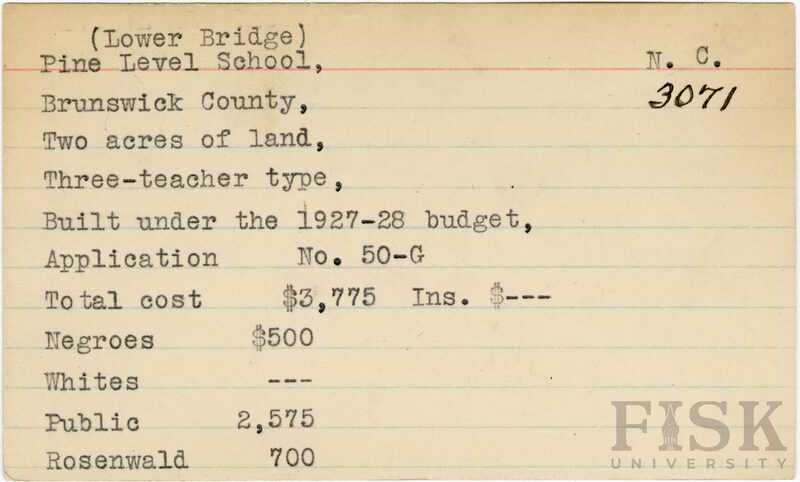 (Lower Bridge)
Pine Level School, N. C.
3071
Brunswick County,
Two acres of land,
Three-teacher type,
Built under the 1927-28 budget,
Application No. 50-G
Total cost $3,775 Ins. $---
Negroes $500
Whites ---
Public 2,575
Rosenwald 700
FISK
UNIVERSITY